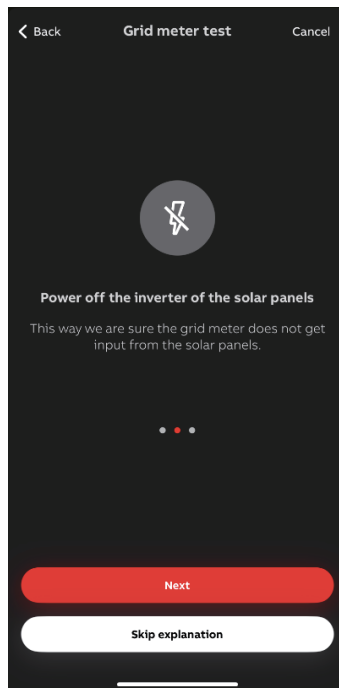 Back
Grid meter test
Cancel
Power off the inverter of the solar panels
This way we are sure the grid meter does not get
input from the solar panels.
Next
Skip explanation